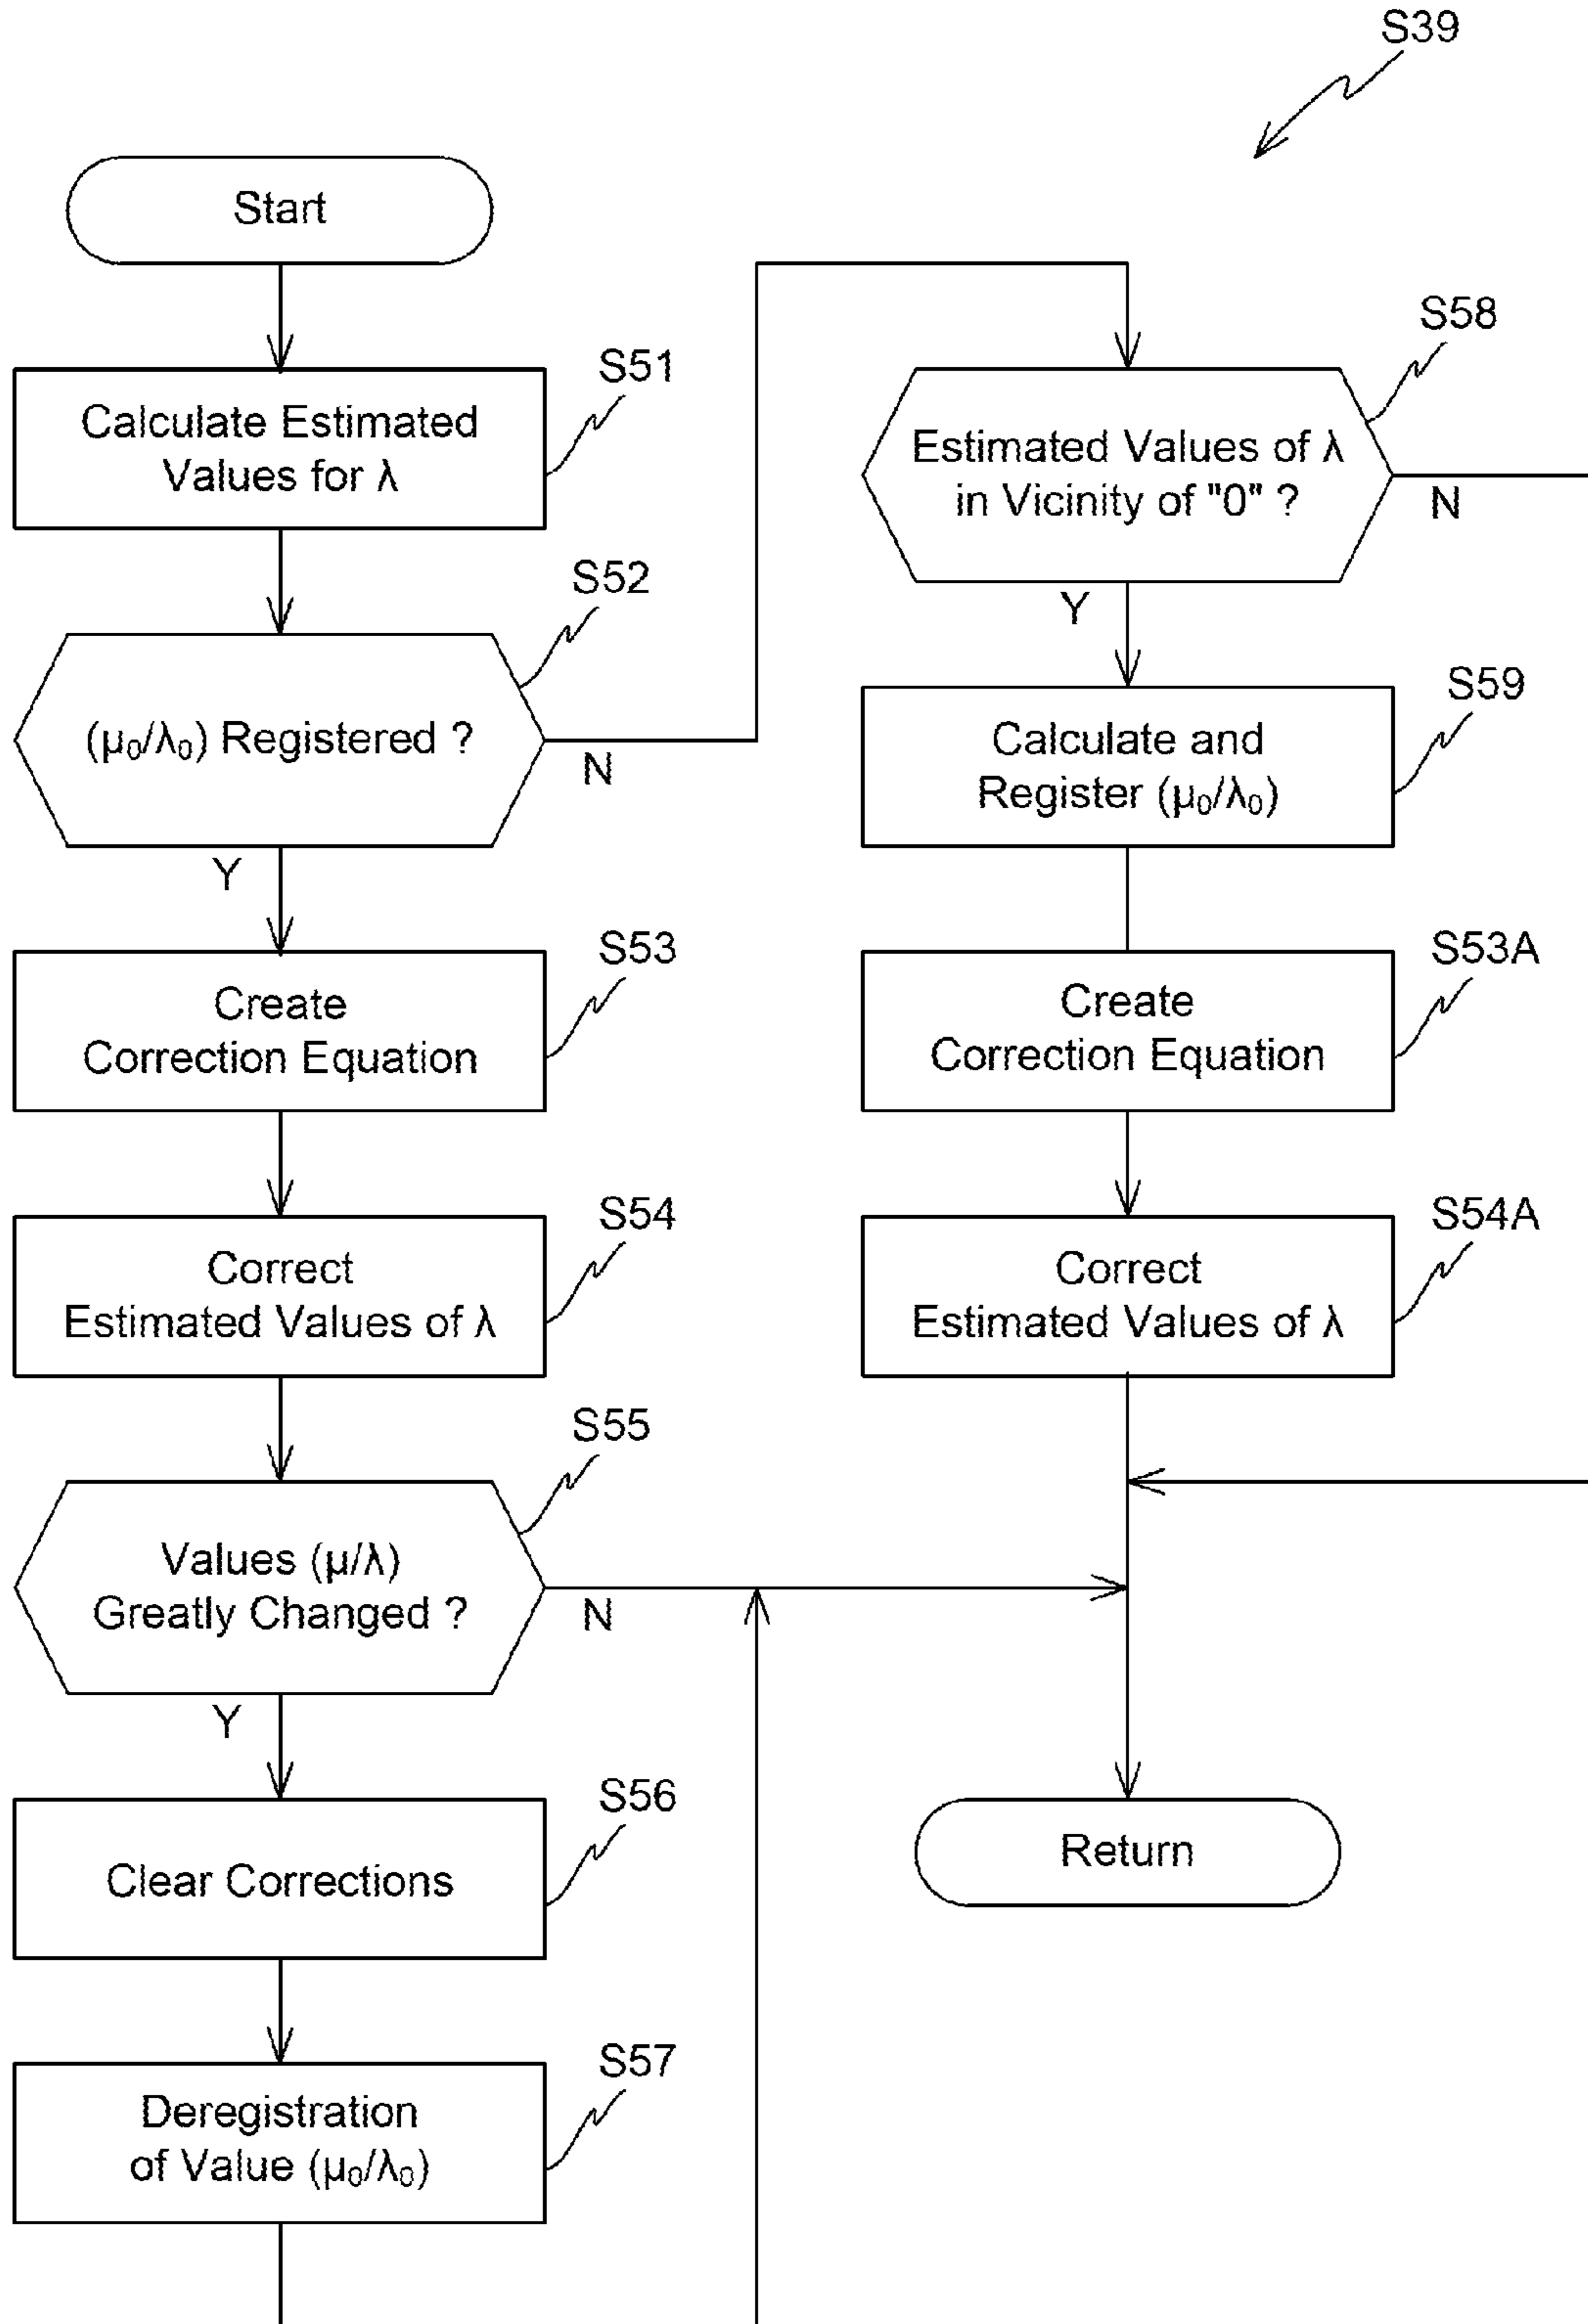 S39
Start
S51
Calculate Estimated
Values for λ
S52
(μ₀/λ₀) Registered ?
N
Y
S53
Create
Correction Equation
S54
Correct
Estimated Values of λ
S55
Values (μ/λ)
Greatly Changed ?
N
Y
S56
Clear Corrections
S57
Deregistration
of Value (μ₀/λ₀)
S58
Estimated Values of λ
in Vicinity of "0" ?
N
Y
S59
Calculate and
Register (μ₀/λ₀)
S53A
Create
Correction Equation
S54A
Correct
Estimated Values of λ
Return